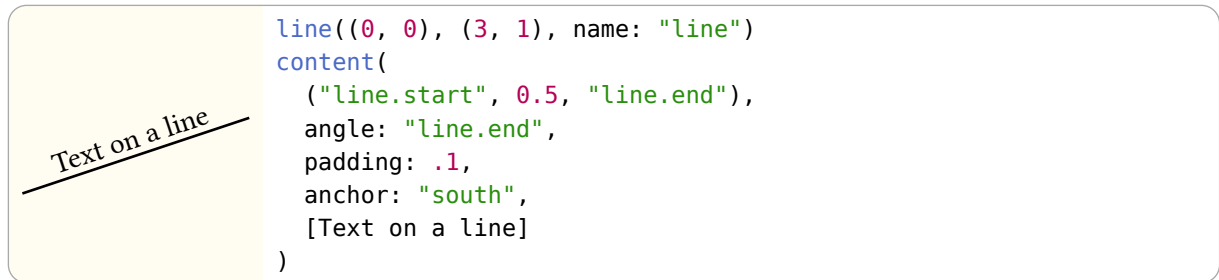 Text on a line
line((0, 0), (3, 1), name: "line")
content(
  ("line.start", 0.5, "line.end"),
  angle: "line.end",
  padding: .1,
  anchor: "south",
  [Text on a line]
)